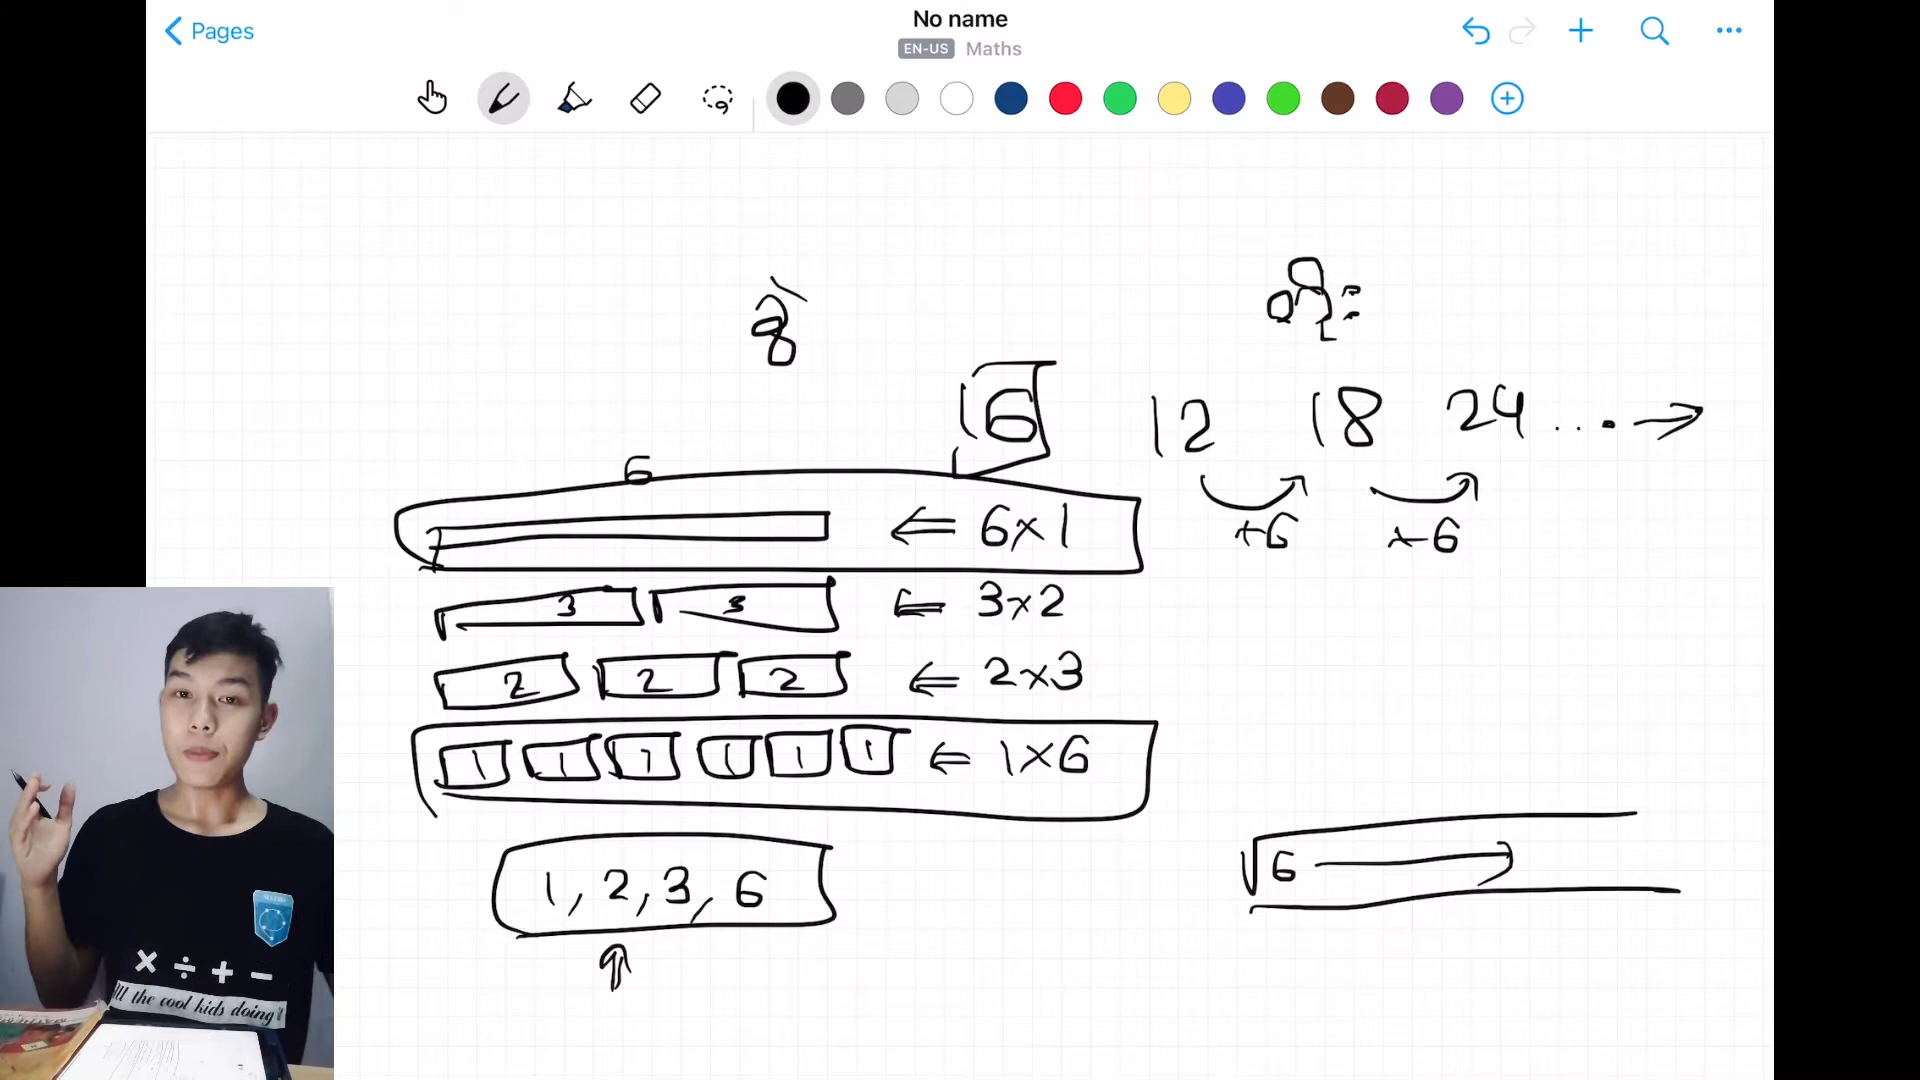 Pages
No name
EN-US Maths
6
12 18 24 ... →
+6 +6
6
⇐ 6×1
3 3 ⇐ 3×2
2 2 2 ⇐ 2×3
1 1 1 1 1 1 ⇐ 1×6
1, 2, 3, 6
6 →
× ÷ + −
All the cool kids doing it